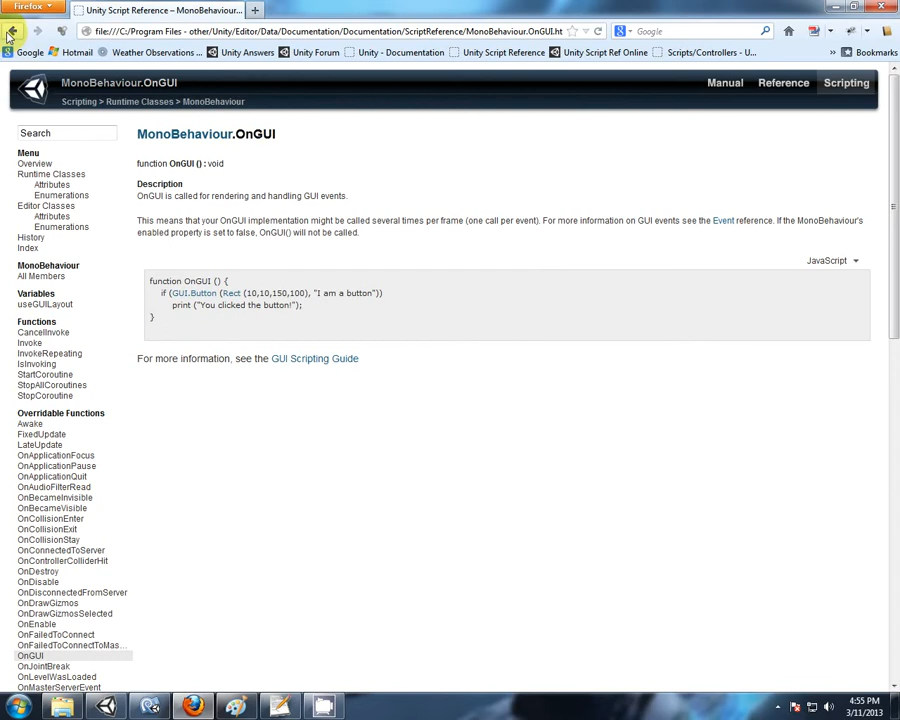 Firefox
Unity Script Reference – MonoBehaviour...
file:///C:/Program Files - other/Unity/Editor/Data/Documentation/Documentation/ScriptReference/MonoBehaviour.OnGUI.ht
Google
Google
Hotmail
Weather Observations ...
Unity Answers
Unity Forum
Unity - Documentation
Unity Script Reference
Unity Script Ref Online
Scripts/Controllers - U...
»
Bookmarks
MonoBehaviour.OnGUI
Manual
Reference
Scripting
Scripting > Runtime Classes > MonoBehaviour
Search
Menu
Overview
Runtime Classes
Attributes
Enumerations
Editor Classes
Attributes
Enumerations
History
Index
MonoBehaviour
All Members
Variables
useGUILayout
Functions
CancelInvoke
Invoke
InvokeRepeating
IsInvoking
StartCoroutine
StopAllCoroutines
StopCoroutine
Overridable Functions
Awake
FixedUpdate
LateUpdate
OnApplicationFocus
OnApplicationPause
OnApplicationQuit
OnAudioFilterRead
OnBecameInvisible
OnBecameVisible
OnCollisionEnter
OnCollisionExit
OnCollisionStay
OnConnectedToServer
OnControllerColliderHit
OnDestroy
OnDisable
OnDisconnectedFromServer
OnDrawGizmos
OnDrawGizmosSelected
OnEnable
OnFailedToConnect
OnFailedToConnectToMas...
OnGUI
OnJointBreak
OnLevelWasLoaded
OnMasterServerEvent
MonoBehaviour.OnGUI
function OnGUI () : void
Description
OnGUI is called for rendering and handling GUI events.
This means that your OnGUI implementation might be called several times per frame (one call per event). For more information on GUI events see the Event reference. If the MonoBehaviour's
enabled property is set to false, OnGUI() will not be called.
JavaScript
function OnGUI () {
if (GUI.Button (Rect (10,10,150,100), "I am a button"))
print ("You clicked the button!");
}
For more information, see the GUI Scripting Guide
4:55 PM
3/11/2013